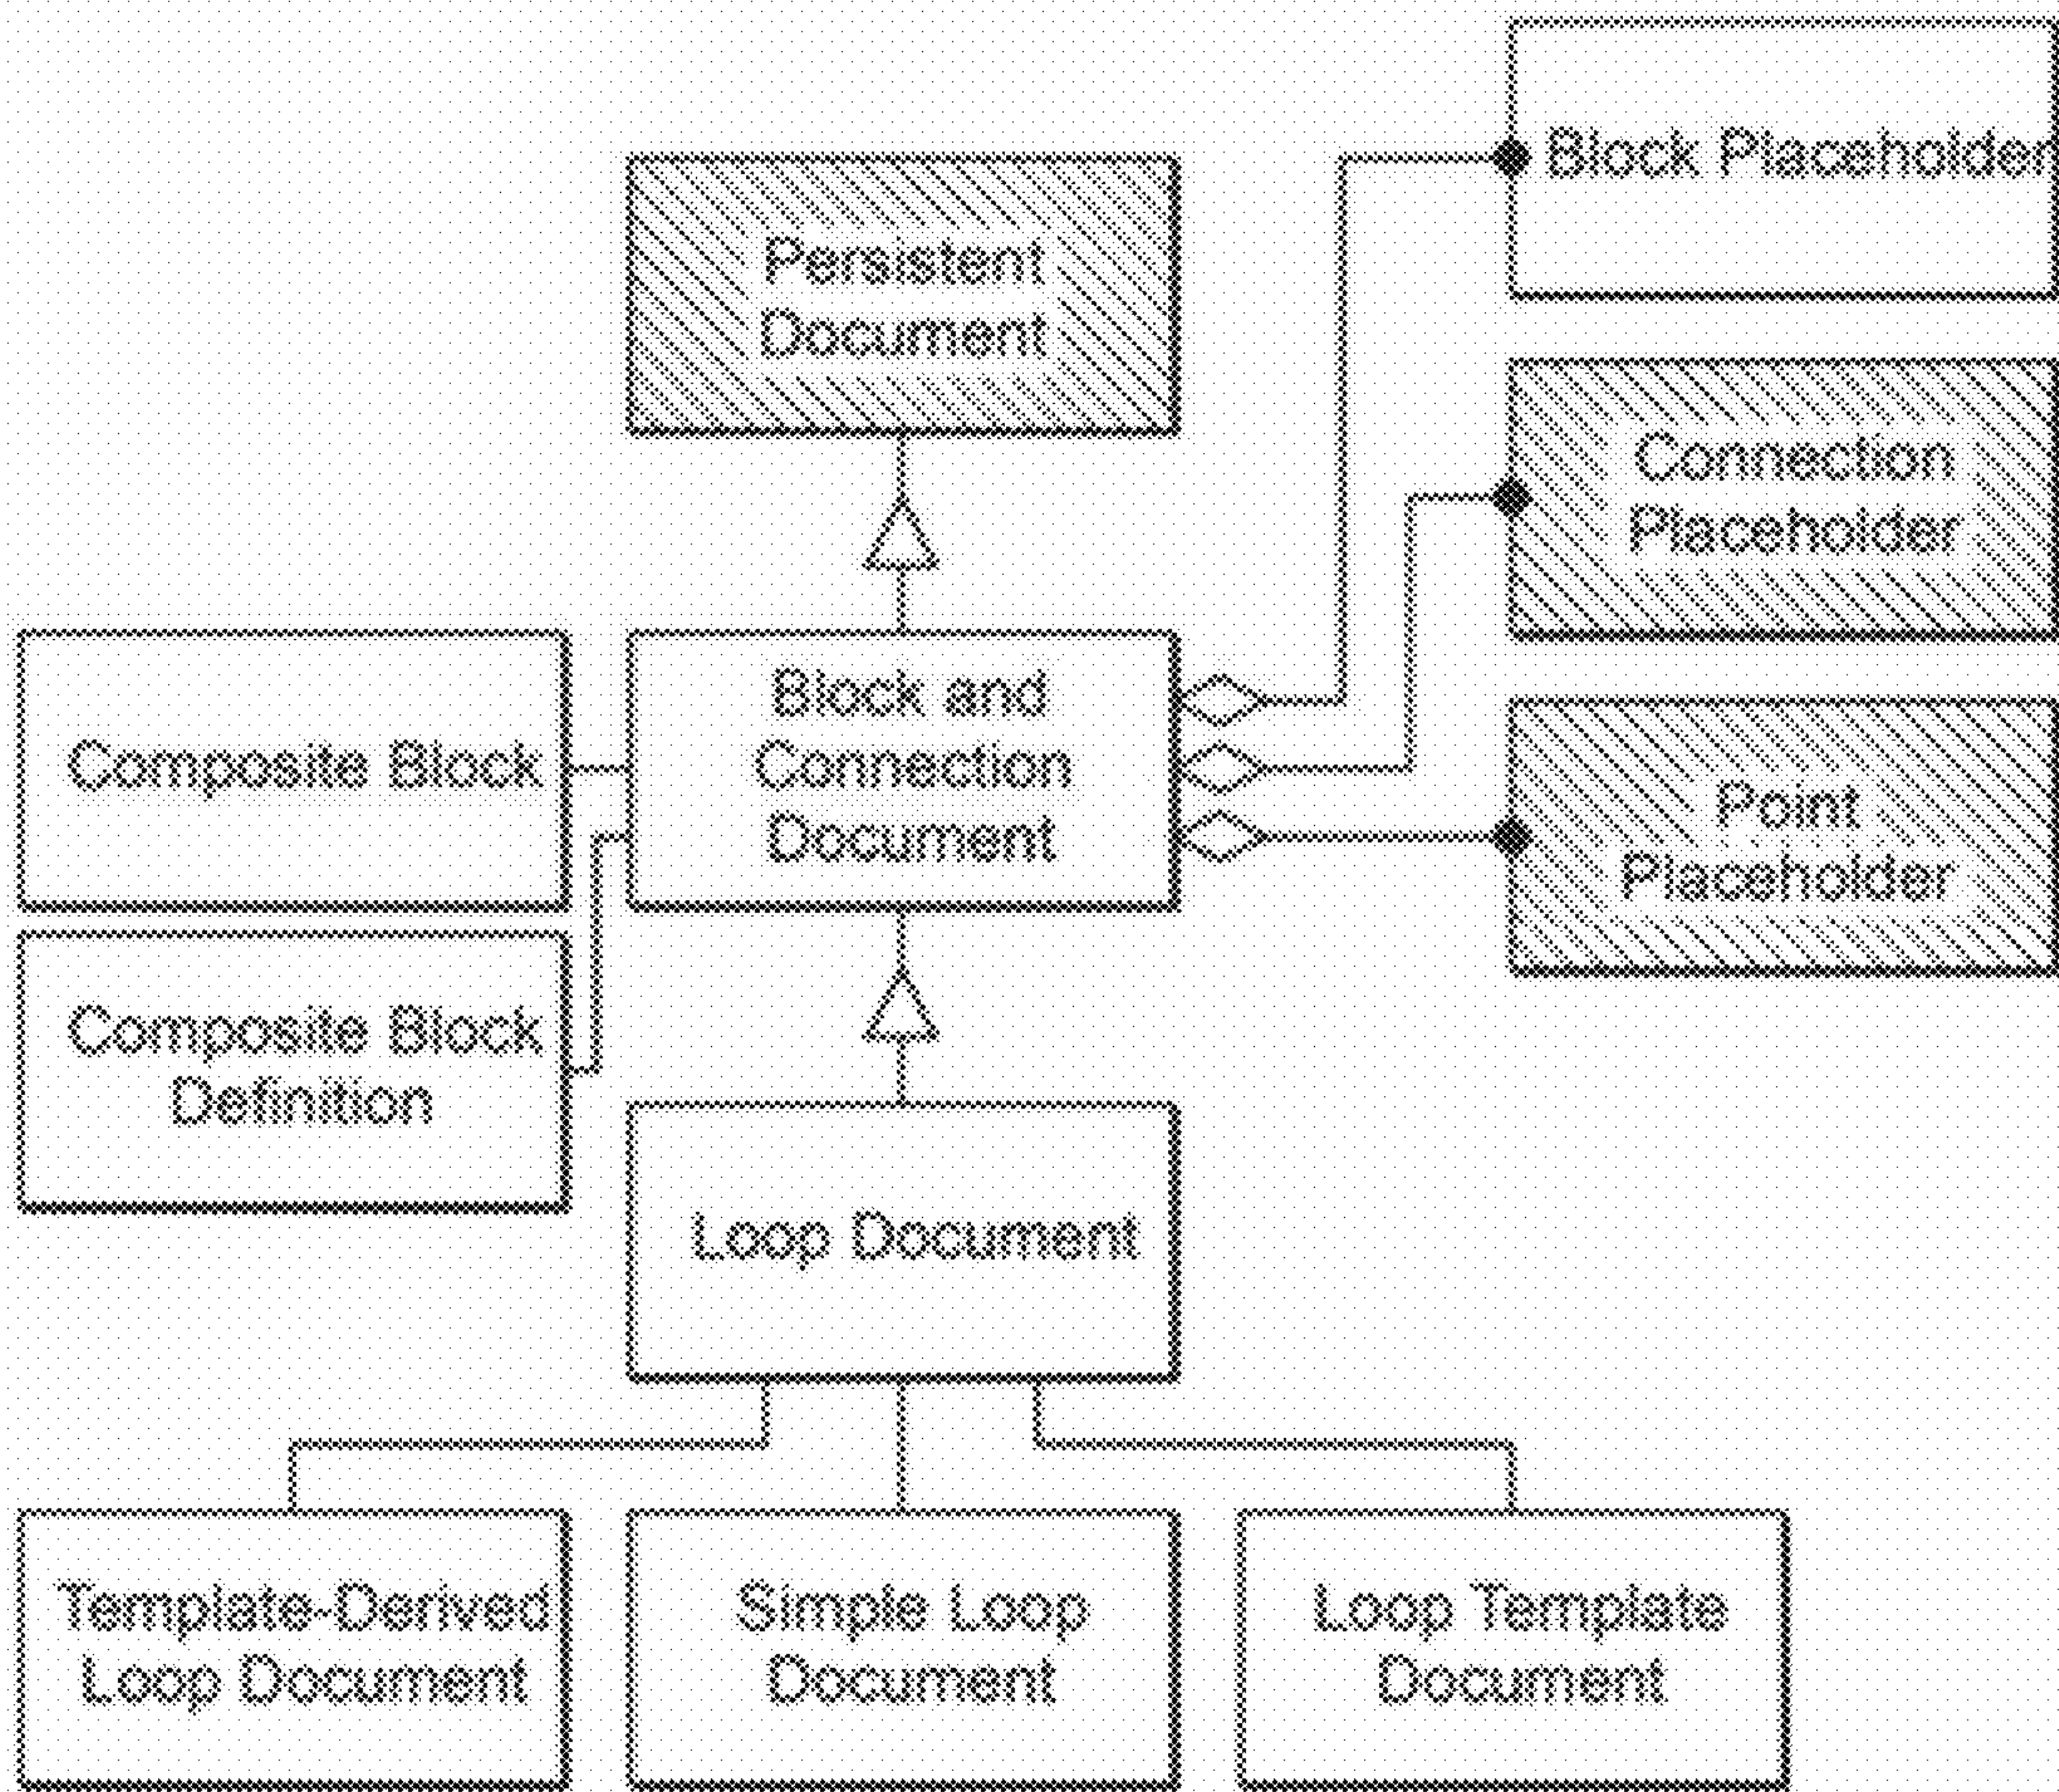 Block Placeholder
Persistent
Document
Connection
Placeholder
Block and
Connection
Document
Composite Block
Point
Placeholder
Composite Block
Definition
Loop Document
Template-Derived
Loop Document
Simple Loop
Document
Loop Template
Document